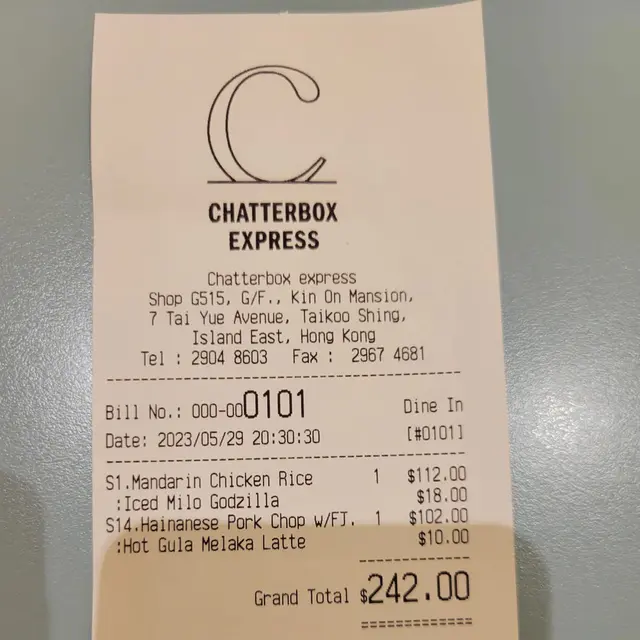 C
CHATTERBOX
EXPRESS
Chatterbox express
Shop G515, G/F., Kin On Mansion,
7 Tai Yue Avenue, Taikoo Shing,
Island East, Hong Kong
Tel : 2904 8603 Fax : 2967 4681
Bill No.: 000-000101 Dine In
Date: 2023/05/29 20:30:30 [#0101]
S1.Mandarin Chicken Rice 1 $112.00
:Iced Milo Godzilla $18.00
S14.Hainanese Pork Chop w/FJ. 1 $102.00
:Hot Gula Melaka Latte $10.00
Grand Total $242.00